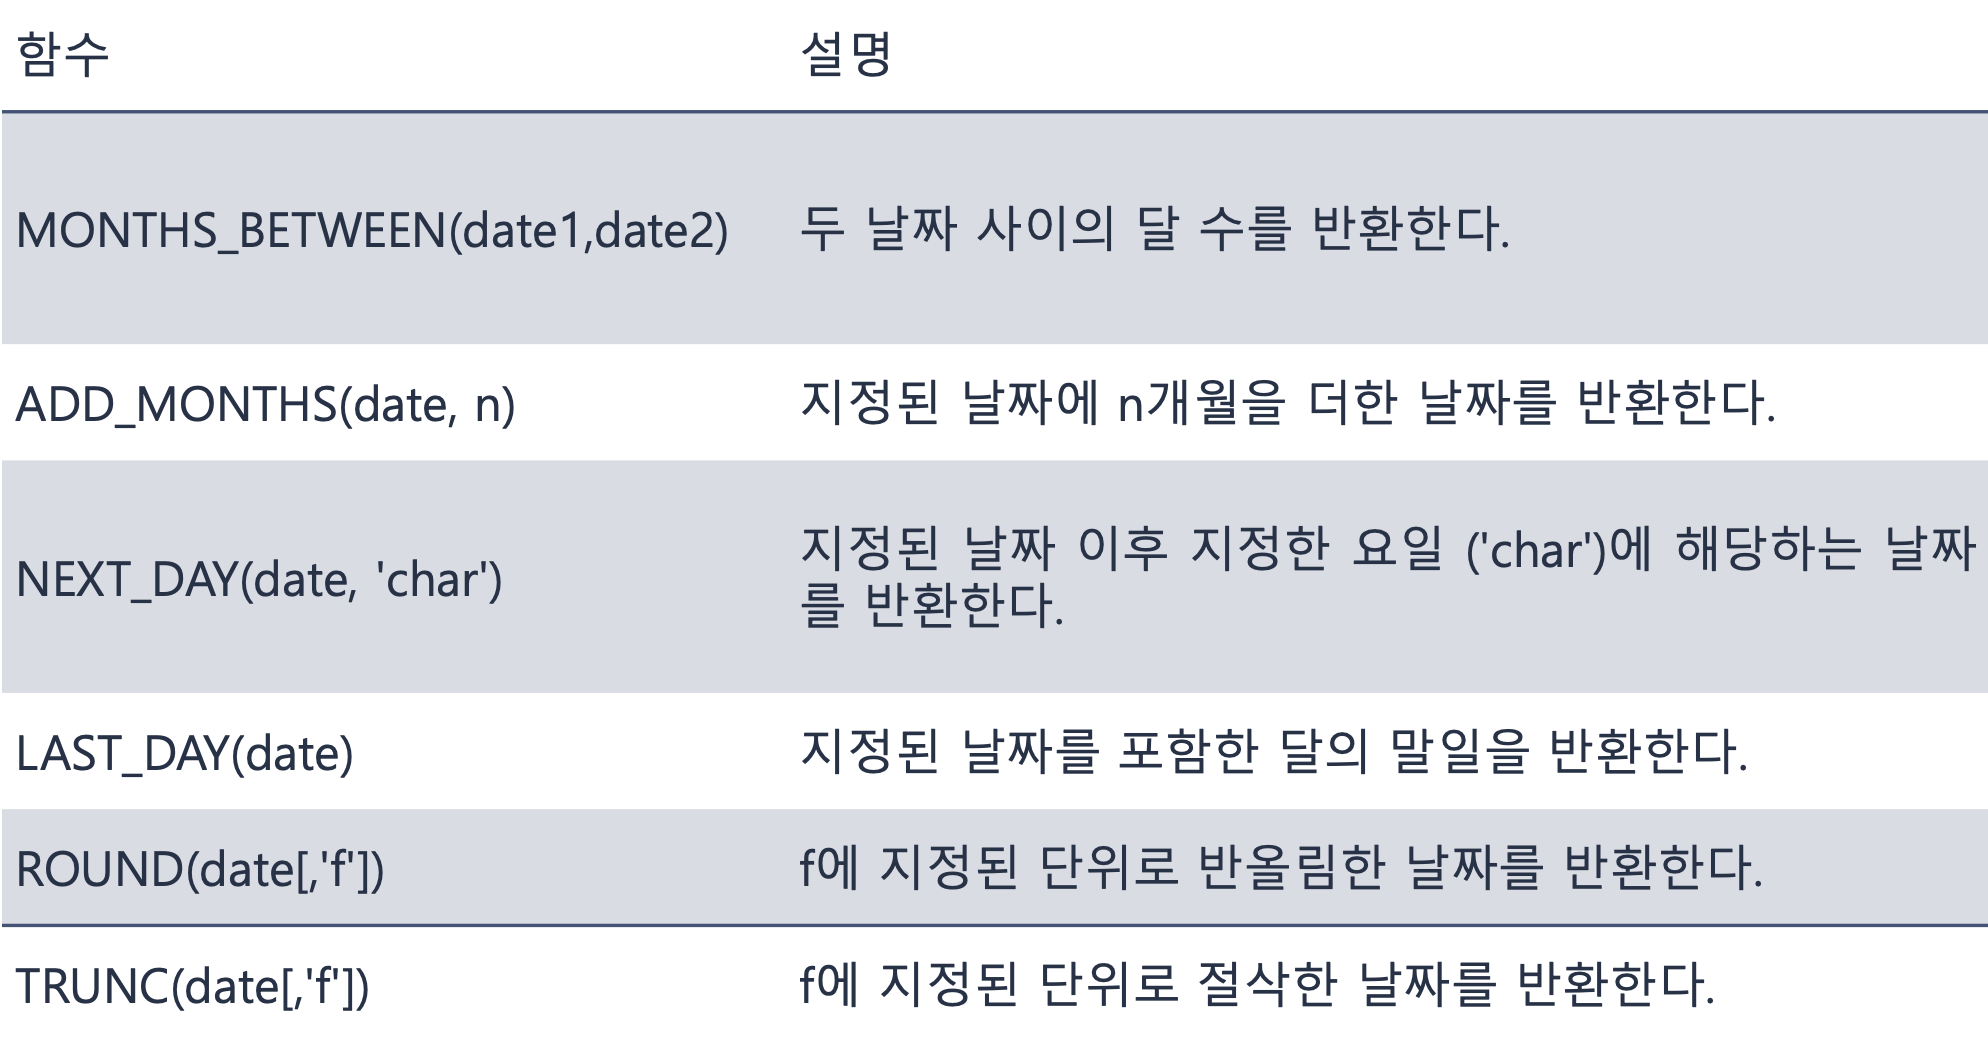 함수 설명
MONTHS_BETWEEN(date1,date2) 두 날짜 사이의 달 수를 반환한다.
ADD_MONTHS(date, n) 지정된 날짜에 n개월을 더한 날짜를 반환한다.
NEXT_DAY(date, 'char') 지정된 날짜 이후 지정한 요일 ('char')에 해당하는 날짜
를 반환한다.
LAST_DAY(date) 지정된 날짜를 포함한 달의 말일을 반환한다.
ROUND(date[,'f']) f에 지정된 단위로 반올림한 날짜를 반환한다.
TRUNC(date[,'f']) f에 지정된 단위로 절삭한 날짜를 반환한다.